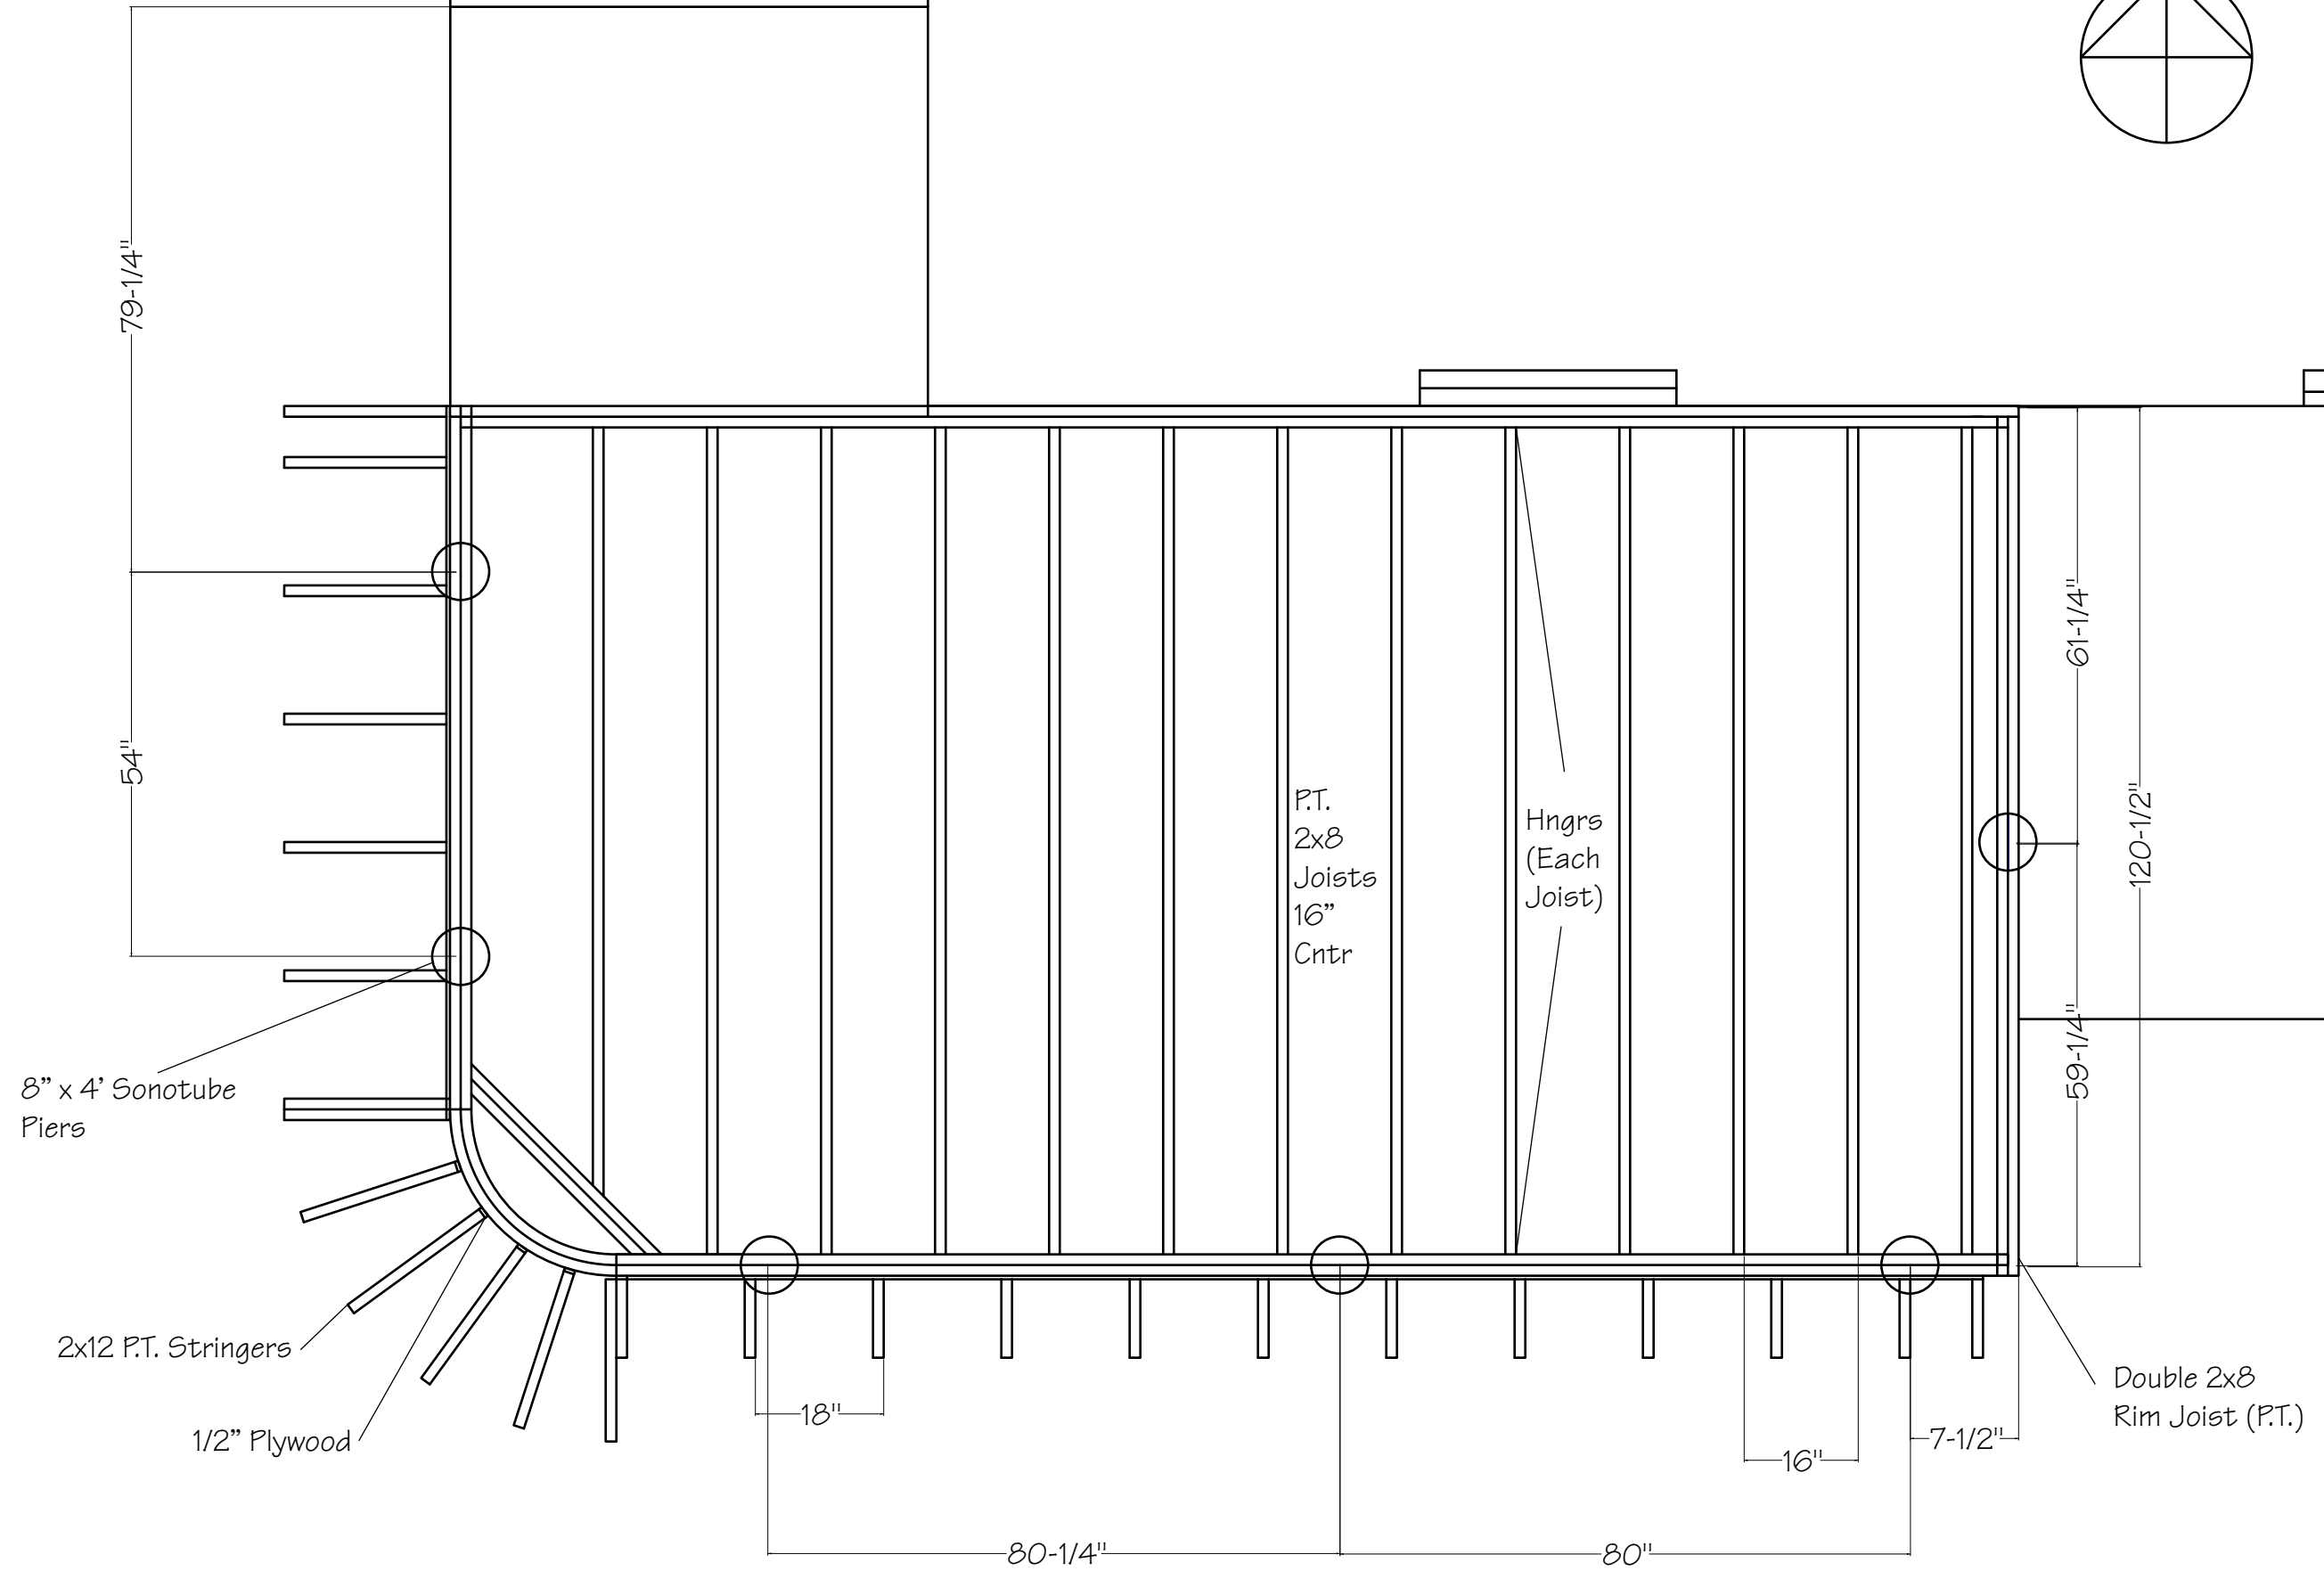 79-1/4"
54"
61-1/4"
120-1/2"
59-1/4"
P.T.
2x8
Joists
16”
Cntr
Hngrs
(Each
Joist)
8” x 4’ Sonotube
Piers
2x12 P.T. Stringers
1/2” Plywood
Double 2x8
Rim Joist (P.T.)
18"
7-1/2"
16"
80-1/4"
80"